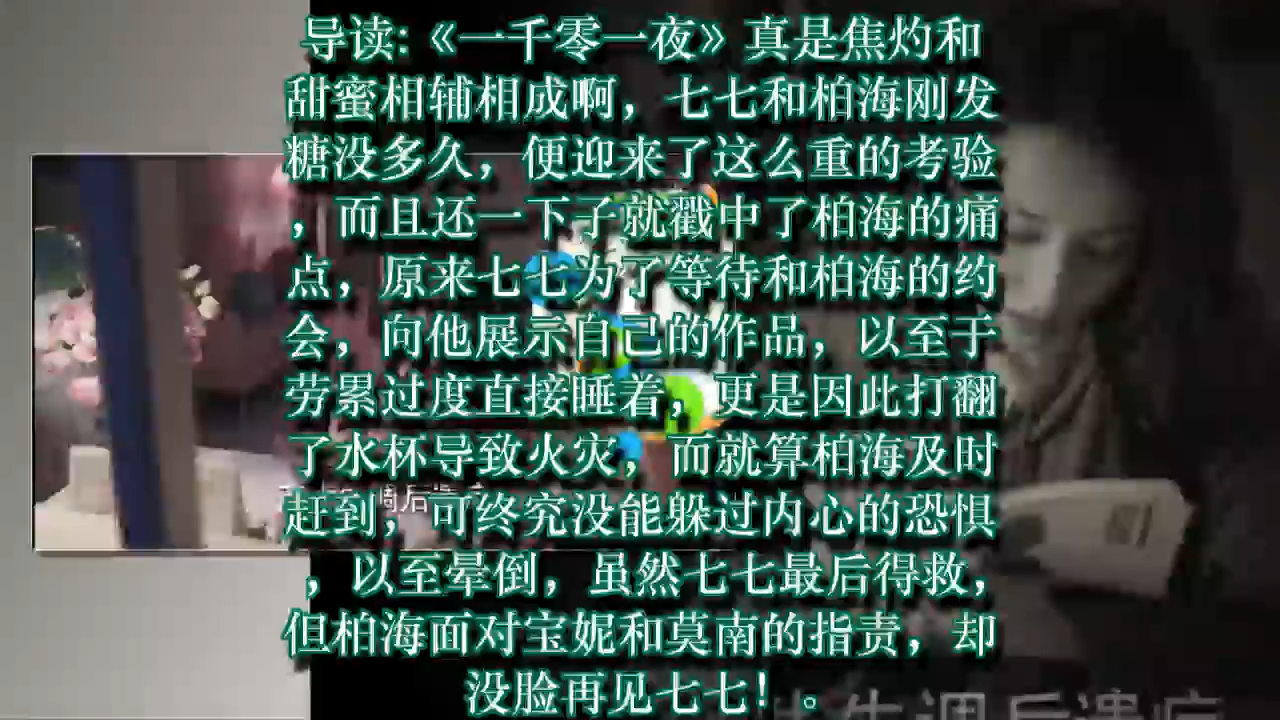 导读:《一千零一夜》真是焦灼和
甜蜜相辅相成啊，七七和柏海刚发
糖没多久，便迎来了这么重的考验
，而且还一下子就戳中了柏海的痛
点，原来七七为了等待和柏海的约
会，向他展示自己的作品，以至于
劳累过度直接睡着，更是因此打翻
了水杯导致火灾，而就算柏海及时
赶到，可终究没能躲过内心的恐惧
，以至晕倒，虽然七七最后得救，
但柏海面对宝妮和莫南的指责，却
没脸再见七七！。